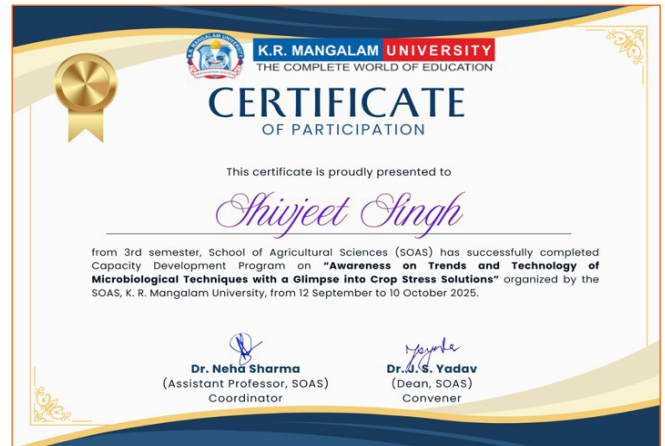 K.R. MANGALAM UNIVERSITY
THE COMPLETE WORLD OF EDUCATION
CERTIFICATE
OF PARTICIPATION
This certificate is proudly presented to
Shivjeet Singh
from 3rd semester, School of Agricultural Sciences (SOAS) has successfully completed
Capacity Development Program on "Awareness on Trends and Technology of
Microbiological Techniques with a Glimpse into Crop Stress Solutions" organized by the
SOAS, K. R. Mangalam University, from 12 September to 10 October 2025.
Dr. Neha Sharma
(Assistant Professor, SOAS)
Coordinator
Dr. J. S. Yadav
(Dean, SOAS)
Convener